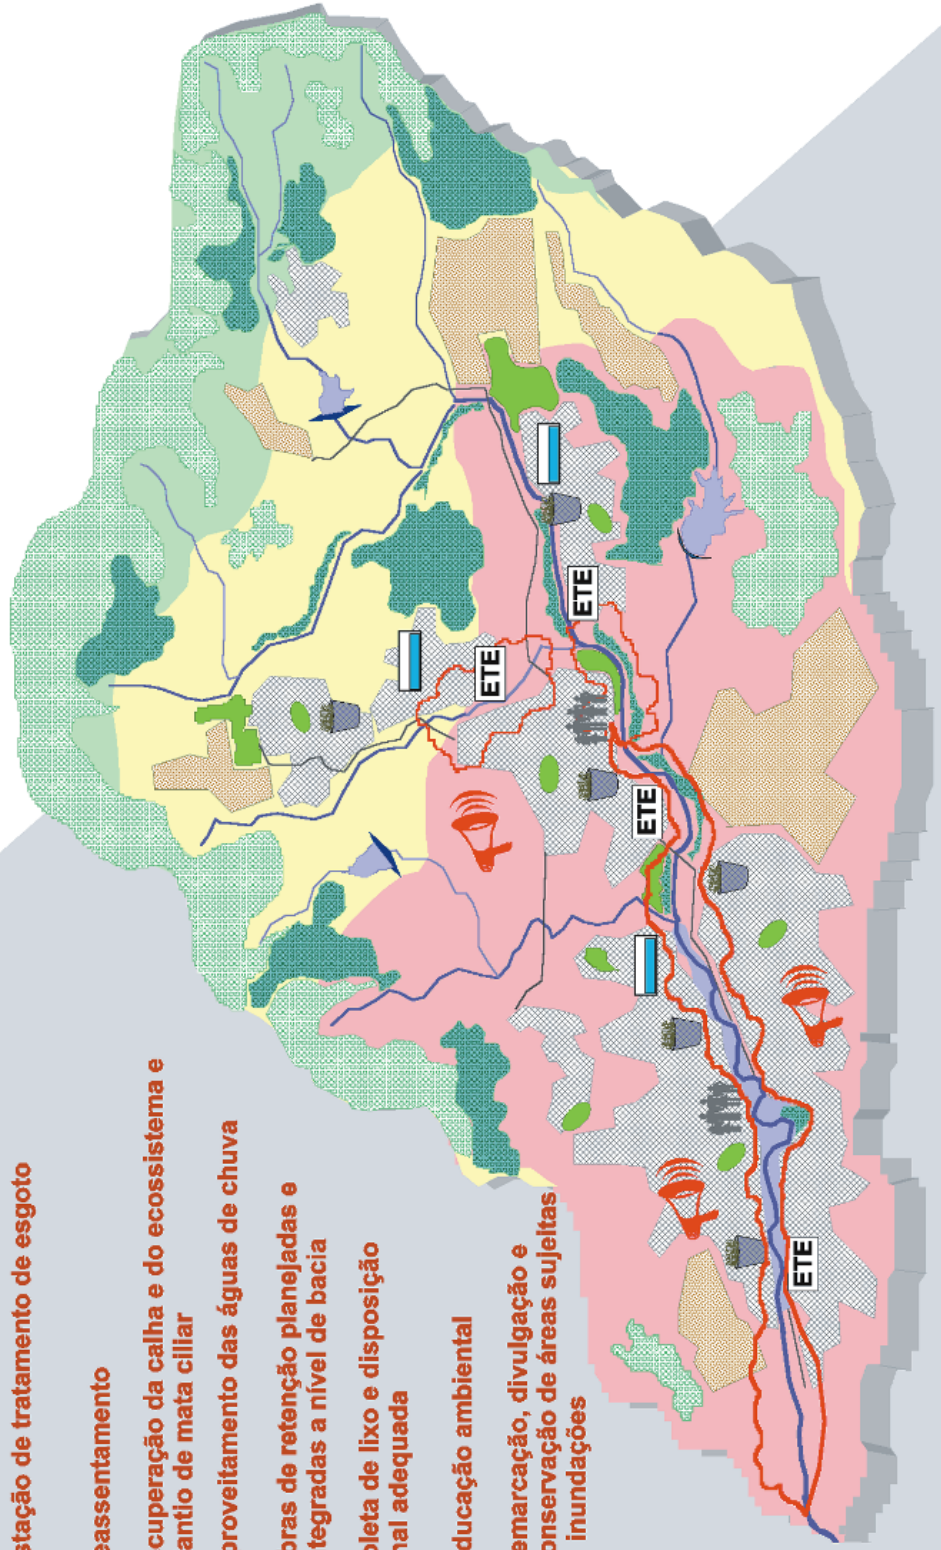 stação de tratamento de esgoto
eassentamento
cuperação da calha e do ecossistema e
antio de mata ciliar
proveitamento das águas de chuva
bras de retenção planejadas e
tegradas a nível de bacia
oleta de lixo e disposição
nal adequada
ducação ambiental
emarcação, divulgação e
onservação de áreas sujeitas
inundações
ETE
ETE
ETE
ETE